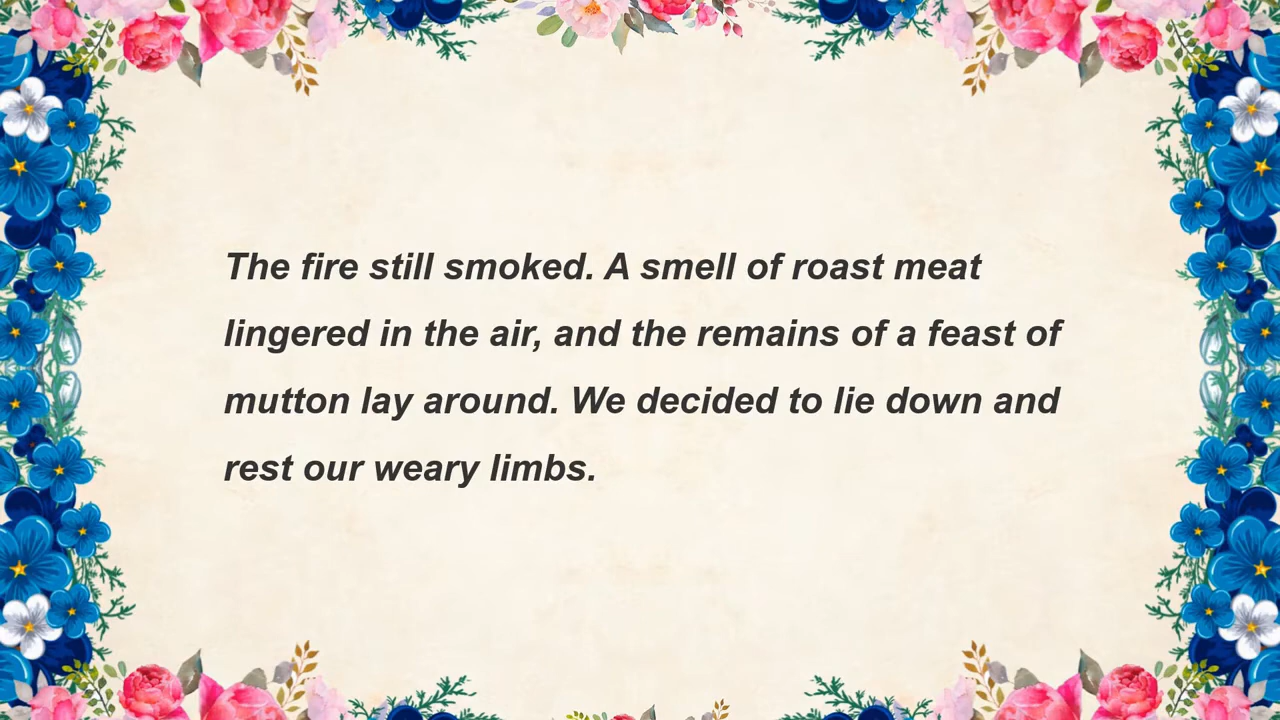 The fire still smoked. A smell of roast meat
lingered in the air, and the remains of a feast of
mutton lay around. We decided to lie down and
rest our weary limbs.